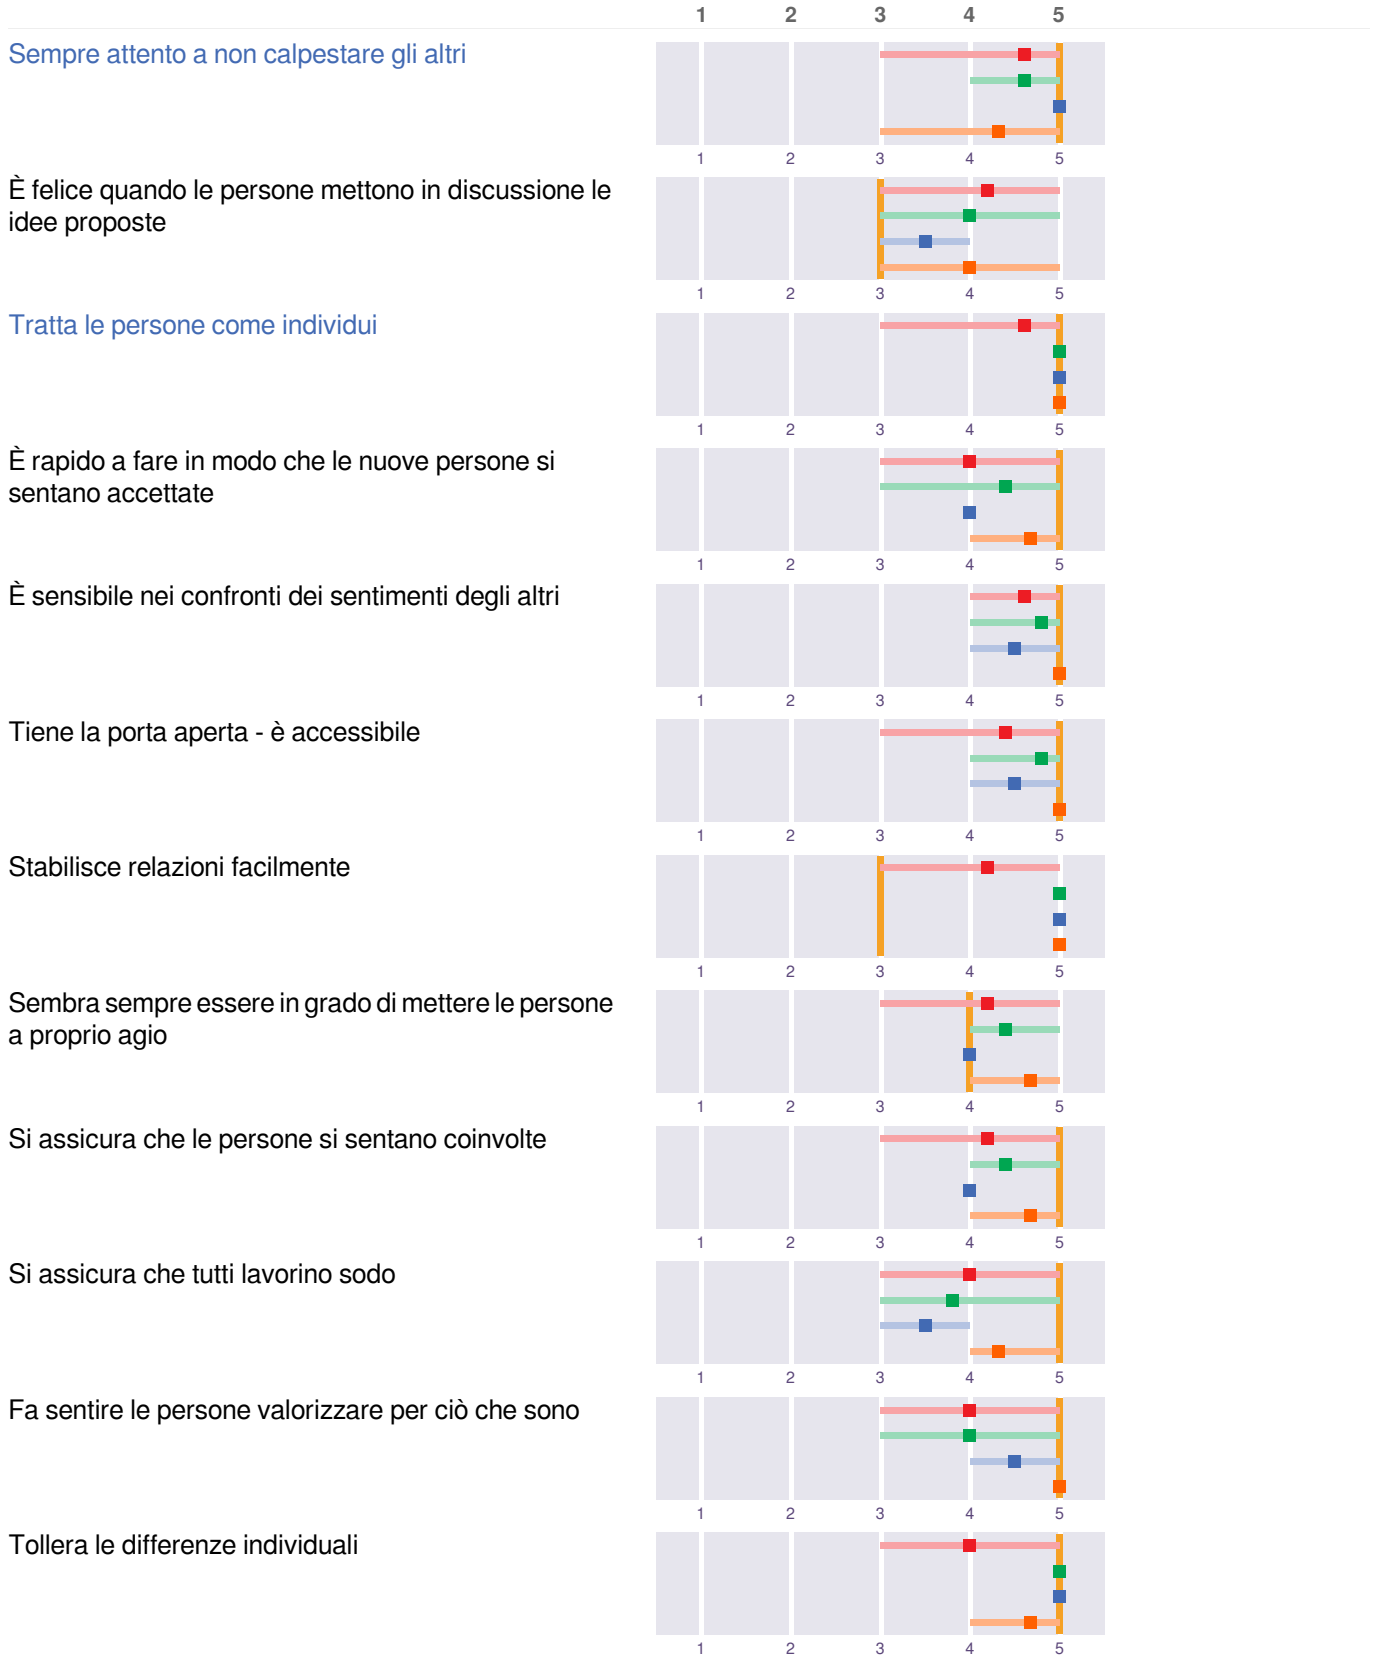 1 2 3 4 5
Sempre attento a non calpestare gli altri
1 2 3 4 5
È felice quando le persone mettono in discussione le
idee proposte
1 2 3 4 5
Tratta le persone come individui
1 2 3 4 5
È rapido a fare in modo che le nuove persone si
sentano accettate
1 2 3 4 5
È sensibile nei confronti dei sentimenti degli altri
1 2 3 4 5
Tiene la porta aperta - è accessibile
1 2 3 4 5
Stabilisce relazioni facilmente
1 2 3 4 5
Sembra sempre essere in grado di mettere le persone
a proprio agio
1 2 3 4 5
Si assicura che le persone si sentano coinvolte
1 2 3 4 5
Si assicura che tutti lavorino sodo
1 2 3 4 5
Fa sentire le persone valorizzare per ciò che sono
1 2 3 4 5
Tollera le differenze individuali
1 2 3 4 5